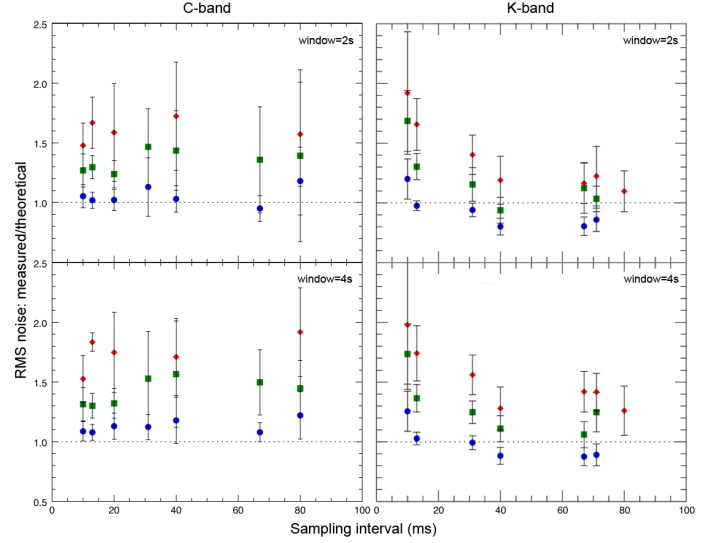 C-band
K-band
window=2s
window=2s
2.5
2.0
1.5
1.0
window=4s
window=4s
2.5
2.0
1.5
1.0
0.5
RMS noise: measured/theoretical
0 20 40 60 80 100
0 20 40 60 80 100
Sampling interval (ms)